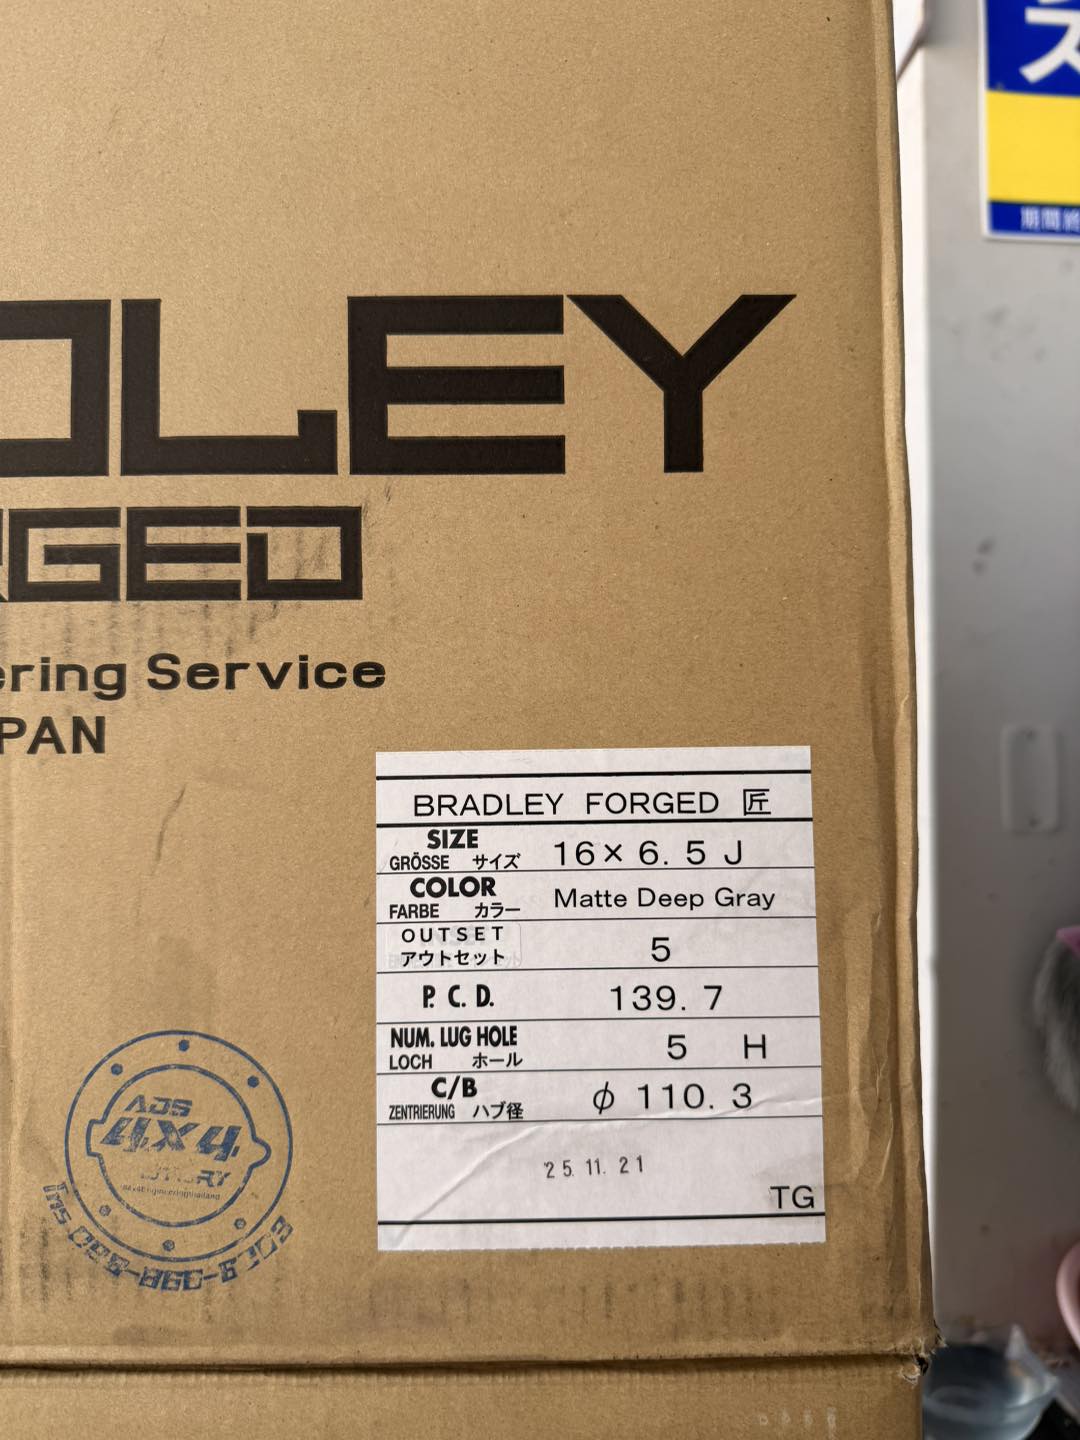 DLEY
RGED
ering Service
PAN
BRADLEY FORGED 匠
SIZE
GRÖSSE サイズ 16× 6. 5 J
COLOR
FARBE カラー Matte Deep Gray
OUTSET
アウトセット 5
P. C. D. 139. 7
NUM. LUG HOLE
LOCH ホール 5 H
C/B
ZENTRIERUNG ハブ径 φ 110. 3
25. 11. 21
TG
4x4
期間